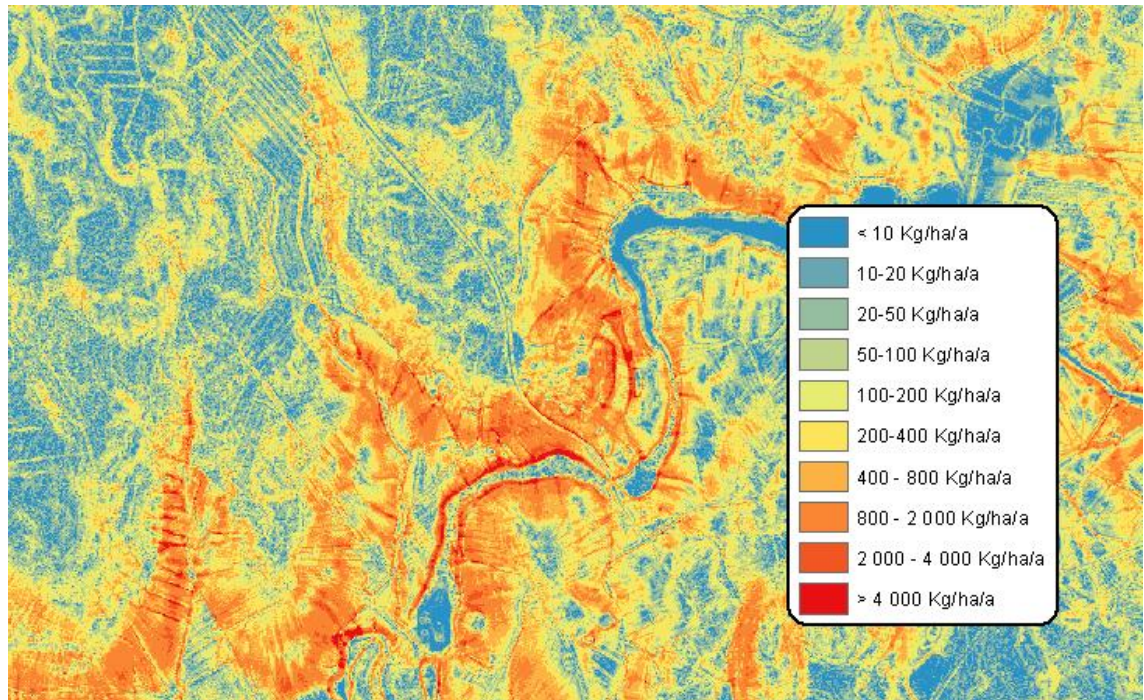 < 10 Kg/ha/a
10-20 Kg/ha/a
20-50 Kg/ha/a
50-100 Kg/ha/a
100-200 Kg/ha/a
200-400 Kg/ha/a
400 - 800 Kg/ha/a
800 - 2 000 Kg/ha/a
2 000 - 4 000 Kg/ha/a
> 4 000 Kg/ha/a